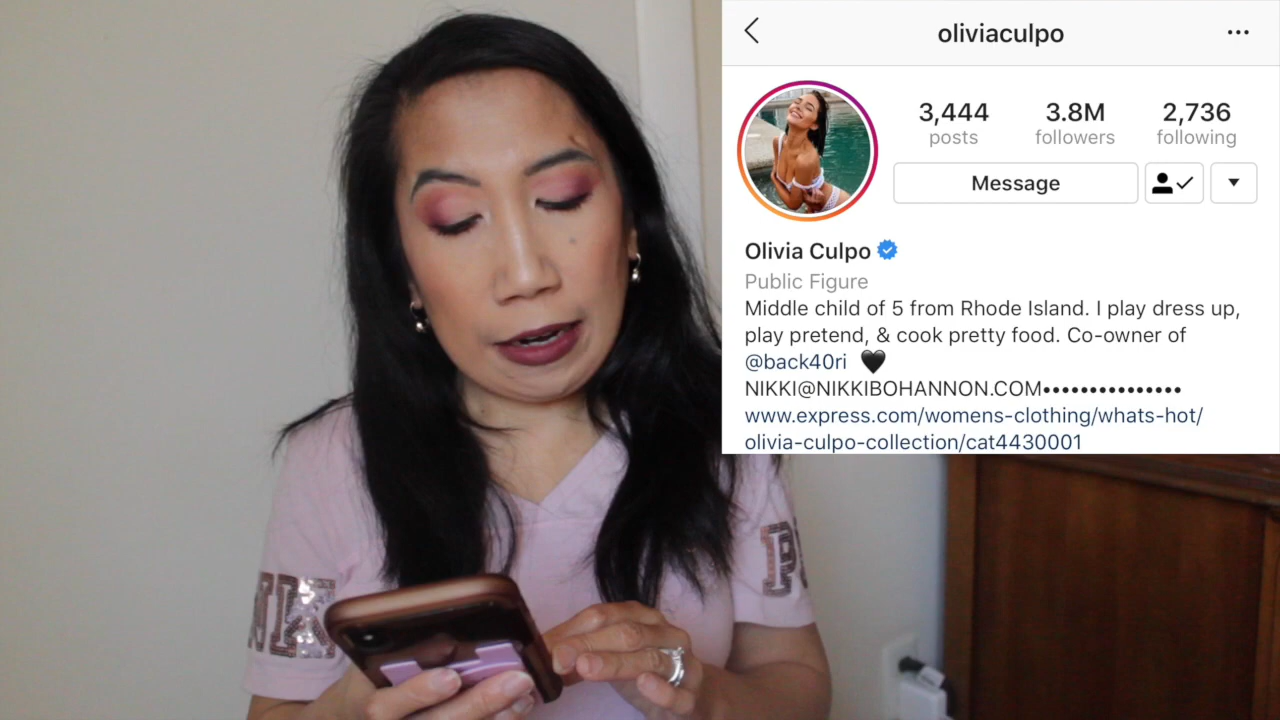 oliviaculpo
3,444 3.8M 2,736
posts followers following
Message
Olivia Culpo
Public Figure
Middle child of 5 from Rhode Island. I play dress up,
play pretend, & cook pretty food. Co-owner of
@back40ri 🖤
NIKKI@NIKKIBOHANNON.COM•••••••••••••••
www.express.com/womens-clothing/whats-hot/
olivia-culpo-collection/cat4430001
NK